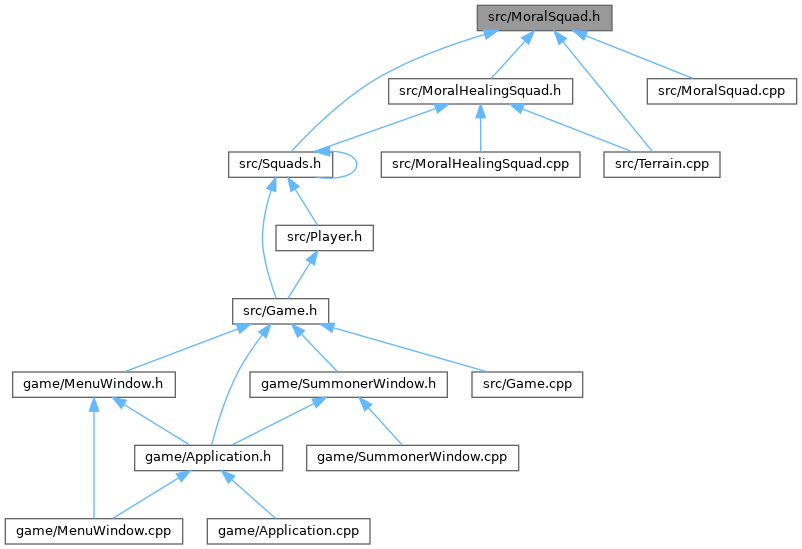 src/MoralSquad.h
src/MoralHealingSquad.h
src/MoralSquad.cpp
src/Squads.h
src/MoralHealingSquad.cpp
src/Terrain.cpp
src/Player.h
src/Game.h
game/MenuWindow.h
game/SummonerWindow.h
src/Game.cpp
game/Application.h
game/SummonerWindow.cpp
game/MenuWindow.cpp
game/Application.cpp